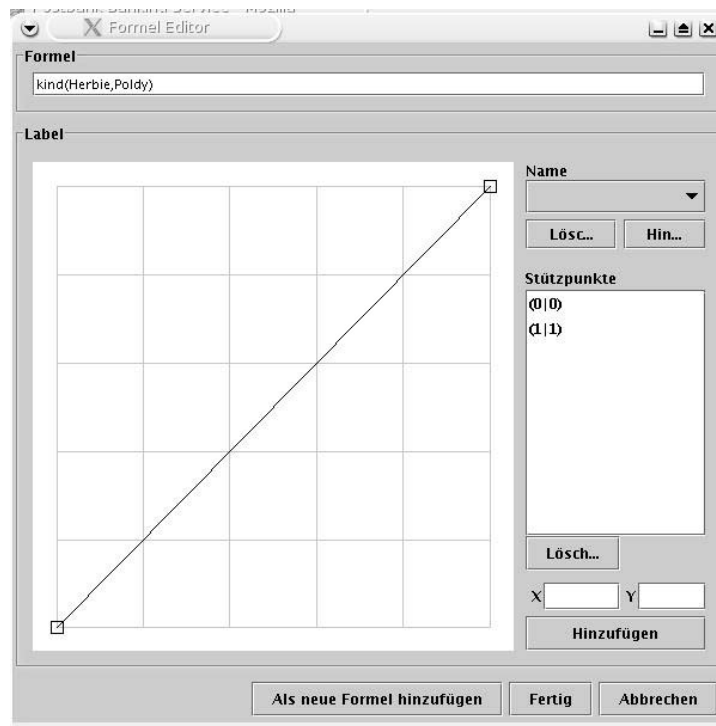 Formel Editor
Formel
kind(Herbie,Poldy)
Label
Name
Lösc...
Hin...
Stützpunkte
(0|0)
(1|1)
Lösch...
X
Y
Hinzufügen
Als neue Formel hinzufügen
Fertig
Abbrechen